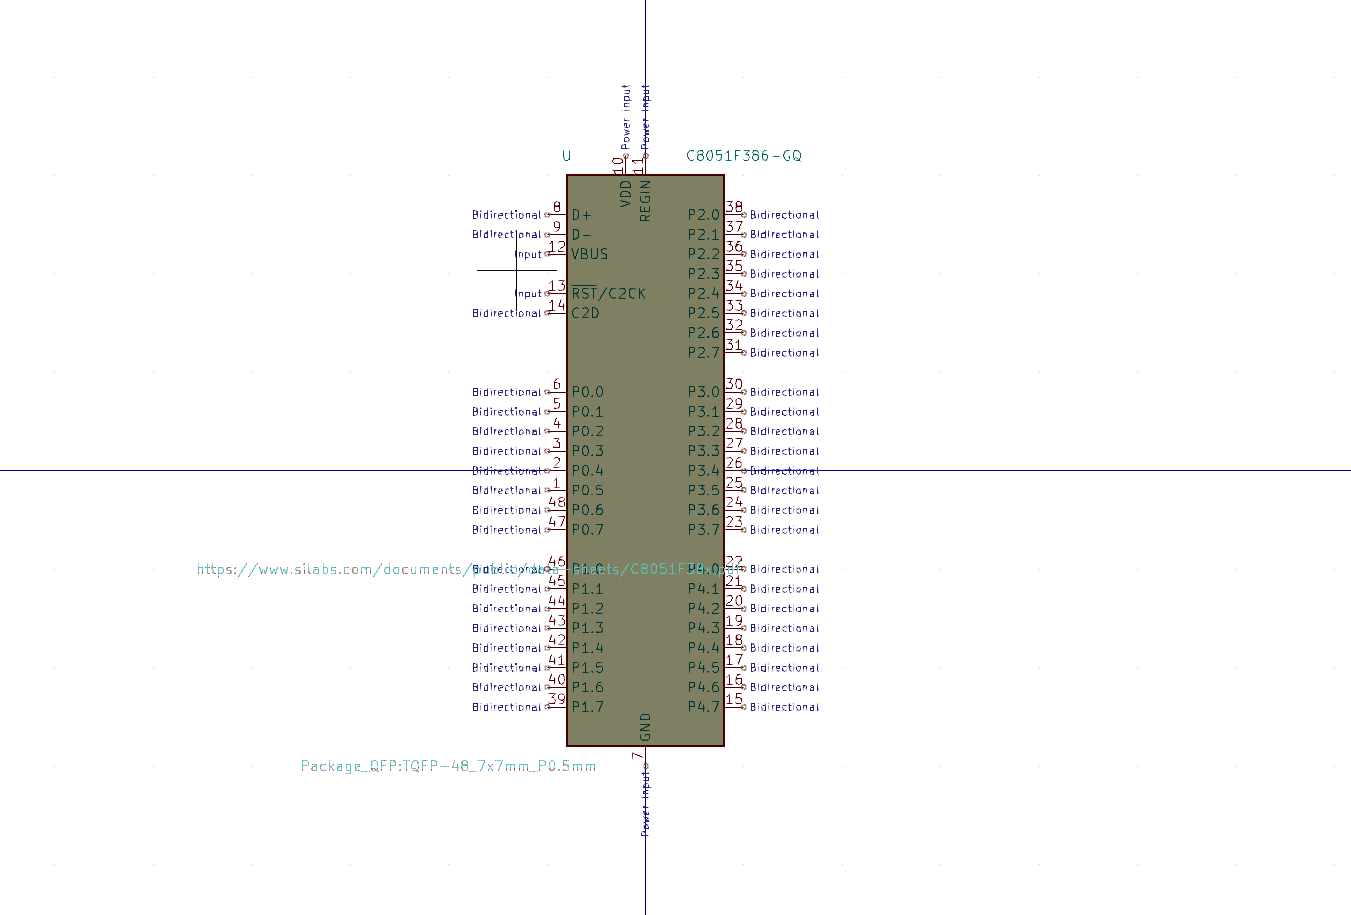 Power Input
Power Input
U
C8051F386-GQ
10
11
VDD
REGIN
Bidirectional 8 D+
P2.0 38 Bidirectional
Bidirectional 9 D-
P2.1 37 Bidirectional
Input 12 VBUS
P2.2 36 Bidirectional
P2.3 35 Bidirectional
Input 13 RST/C2CK
P2.4 34 Bidirectional
Bidirectional 14 C2D
P2.5 33 Bidirectional
P2.6 32 Bidirectional
P2.7 31 Bidirectional
Bidirectional 6 P0.0
P3.0 30 Bidirectional
Bidirectional 5 P0.1
P3.1 29 Bidirectional
Bidirectional 4 P0.2
P3.2 28 Bidirectional
Bidirectional 3 P0.3
P3.3 27 Bidirectional
Bidirectional 2 P0.4
P3.4 26 Bidirectional
Bidirectional 1 P0.5
P3.5 25 Bidirectional
Bidirectional 48 P0.6
P3.6 24 Bidirectional
Bidirectional 47 P0.7
P3.7 23 Bidirectional
Bidirectional 46 P1.0
P4.0 22 Bidirectional
Bidirectional 45 P1.1
P4.1 21 Bidirectional
Bidirectional 44 P1.2
P4.2 20 Bidirectional
Bidirectional 43 P1.3
P4.3 19 Bidirectional
Bidirectional 42 P1.4
P4.4 18 Bidirectional
Bidirectional 41 P1.5
P4.5 17 Bidirectional
Bidirectional 40 P1.6
P4.6 16 Bidirectional
Bidirectional 39 P1.7
P4.7 15 Bidirectional
GND
7
Package_QFP:TQFP-48_7x7mm_P0.5mm
Power Input